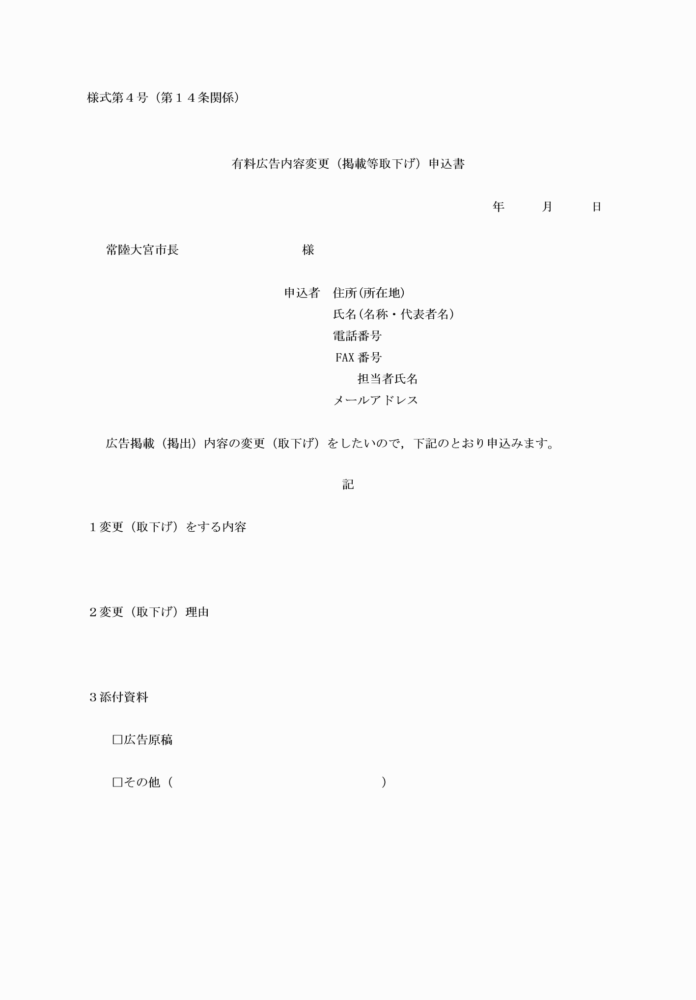 様式第４号（第１４条関係）
有料広告内容変更（掲載等取下げ）申込書
年　　　月　　　日
常陸大宮市長　　　　　　　　　　様
申込者　住所(所在地)
氏名(名称・代表者名)
電話番号
FAX番号
担当者氏名
メールアドレス
広告掲載（掲出）内容の変更（取下げ）をしたいので，下記のとおり申込みます。
記
１変更（取下げ）をする内容
２変更（取下げ）理由
３添付資料
□広告原稿
□その他（　　　　　　　　　　　　　　　　　）